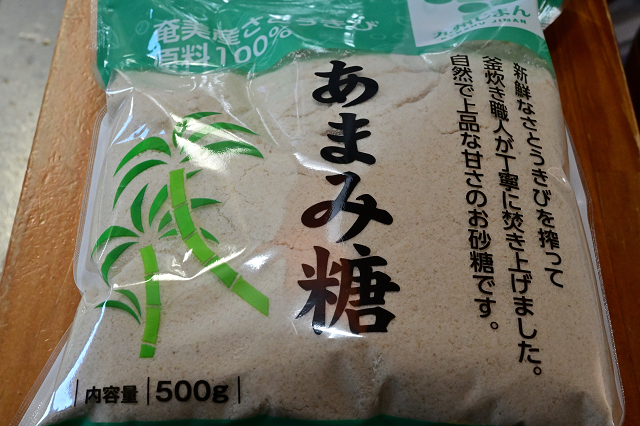 奄美産さとうきび
原料100%
あまみ糖
新鮮なさとうきびを搾って
釜炊き職人が丁寧に焚き上げました。
自然で上品な甘さのお砂糖です。
内容量 500g